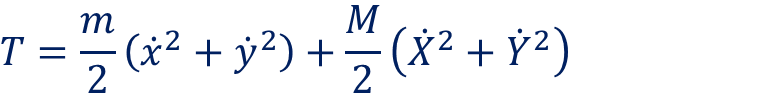 T = m/2 (ẋ² + ẏ²) + M/2 (Ẋ² + Ẏ²)